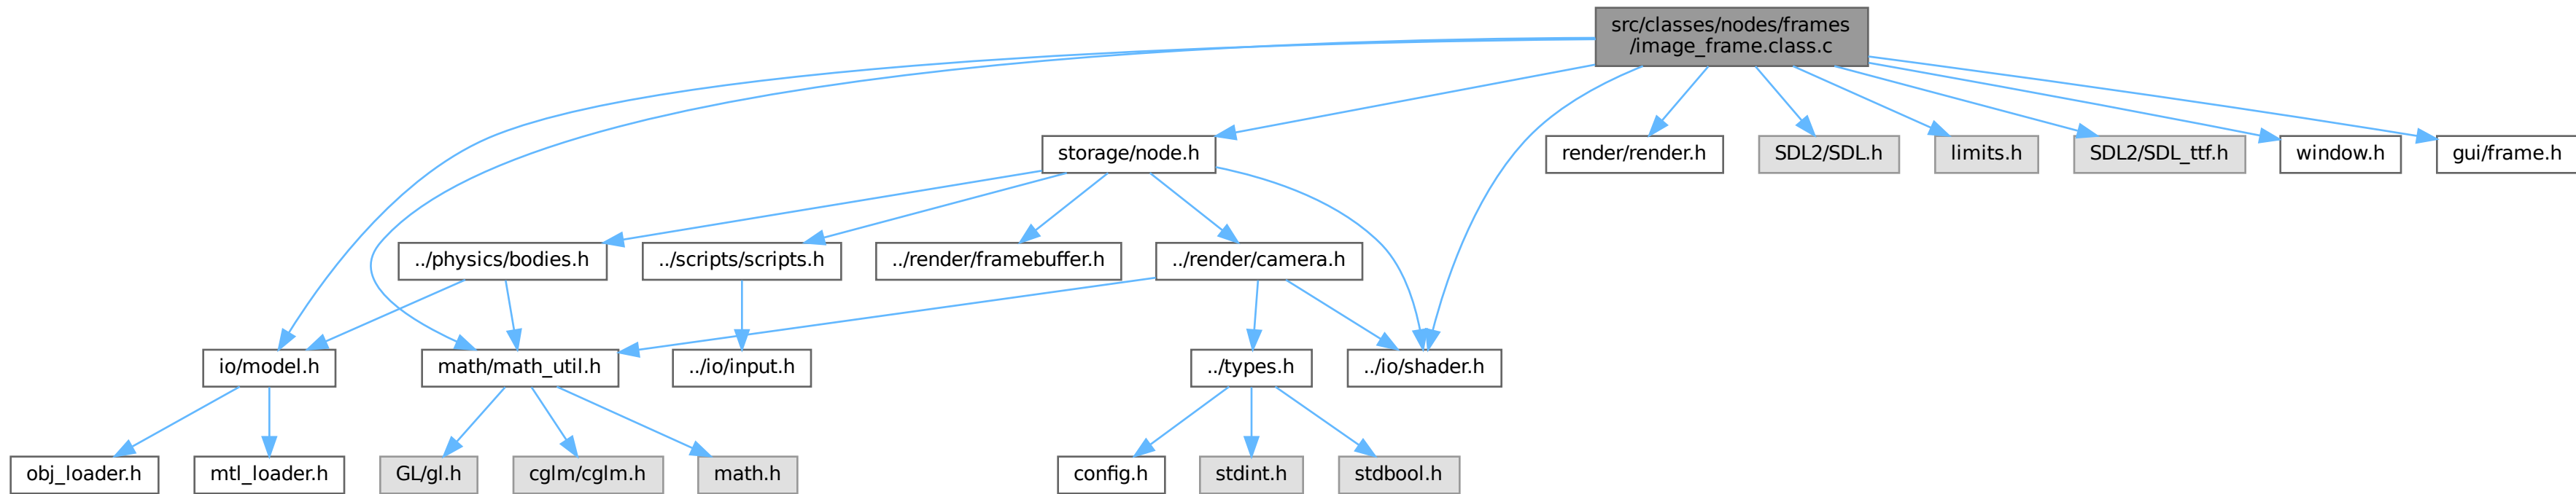 src/classes/nodes/frames
/image_frame.class.c
storage/node.h
render/render.h
SDL2/SDL.h
limits.h
SDL2/SDL_ttf.h
window.h
gui/frame.h
../physics/bodies.h
../scripts/scripts.h
../render/framebuffer.h
../render/camera.h
io/model.h
math/math_util.h
../io/input.h
../types.h
../io/shader.h
obj_loader.h
mtl_loader.h
GL/gl.h
cglm/cglm.h
math.h
config.h
stdint.h
stdbool.h